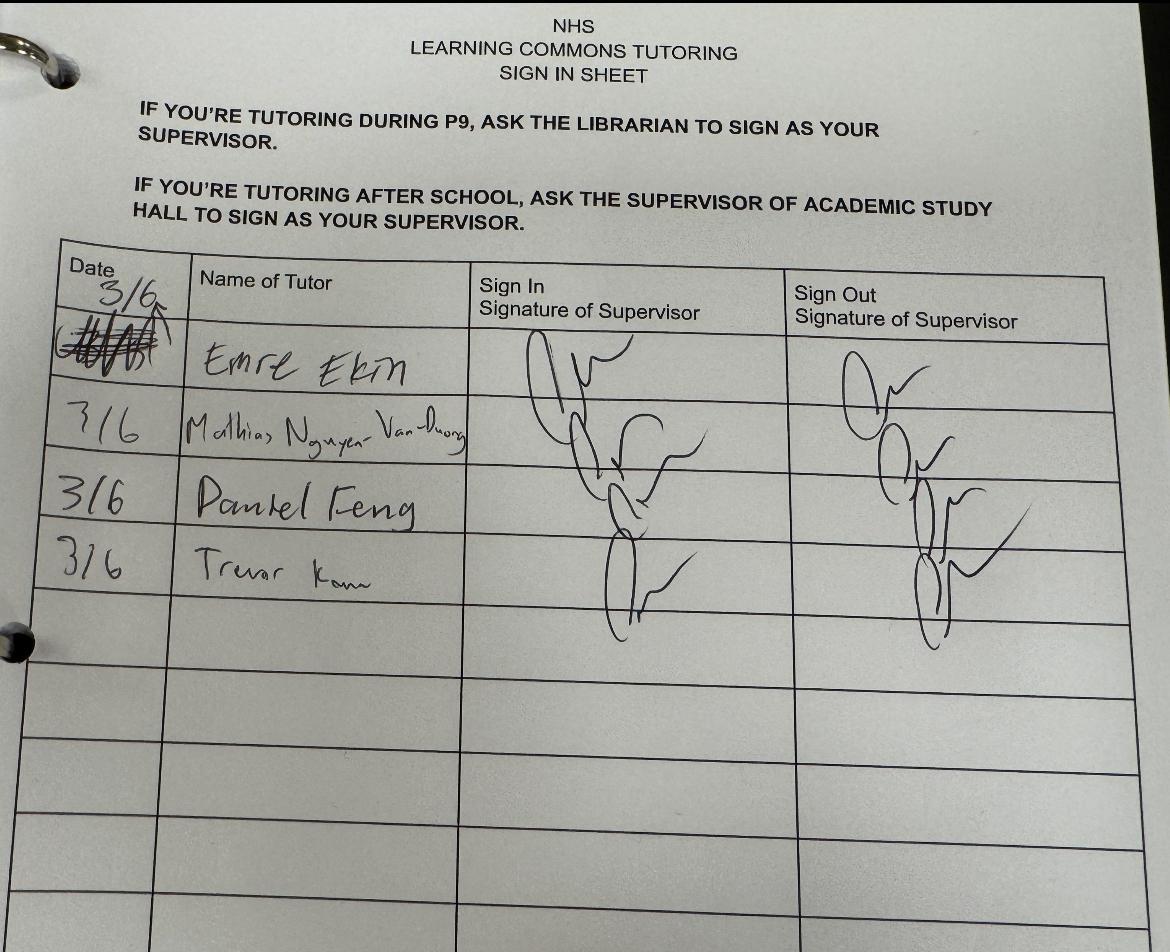 NHS
LEARNING COMMONS TUTORING
SIGN IN SHEET
IF YOU'RE TUTORING DURING P9, ASK THE LIBRARIAN TO SIGN AS YOUR
SUPERVISOR.
IF YOU'RE TUTORING AFTER SCHOOL, ASK THE SUPERVISOR OF ACADEMIC STUDY
HALL TO SIGN AS YOUR SUPERVISOR.
Date
Name of Tutor
Sign In
Signature of Supervisor
Sign Out
Signature of Supervisor
3/6
Emre Ekin
3/6 Mathias Nguyen-Van-Duong
3/6 Daniel Feng
3/6 Trevor